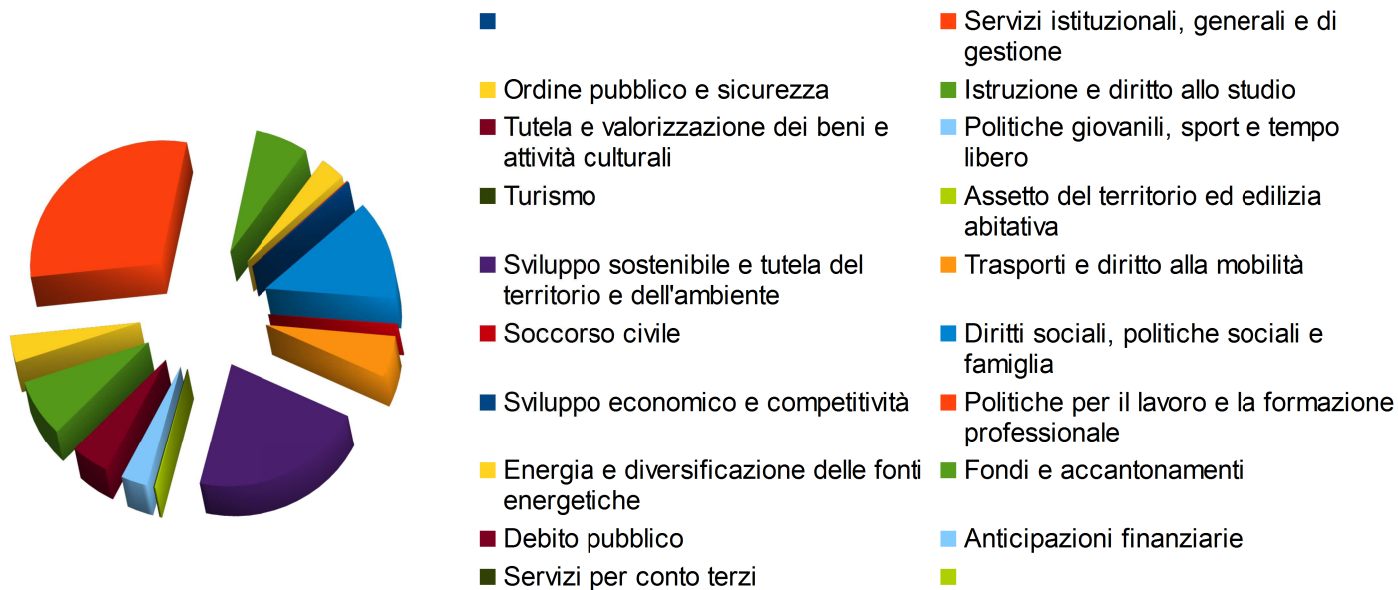 Servizi istituzionali, generali e di
gestione
Ordine pubblico e sicurezza
Istruzione e diritto allo studio
Tutela e valorizzazione dei beni e
attività culturali
Politiche giovanili, sport e tempo
libero
Turismo
Assetto del territorio ed edilizia
abitativa
Sviluppo sostenibile e tutela del
territorio e dell'ambiente
Trasporti e diritto alla mobilità
Soccorso civile
Diritti sociali, politiche sociali e
famiglia
Sviluppo economico e competitività
Politiche per il lavoro e la formazione
professionale
Energia e diversificazione delle fonti
energetiche
Fondi e accantonamenti
Debito pubblico
Anticipazioni finanziarie
Servizi per conto terzi